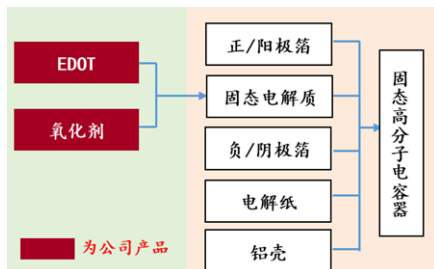 EDOT
氧化剂
为公司产品
正/阳极箔
固态电解质
负/阴极箔
电解纸
铝壳
固态高分子电容器